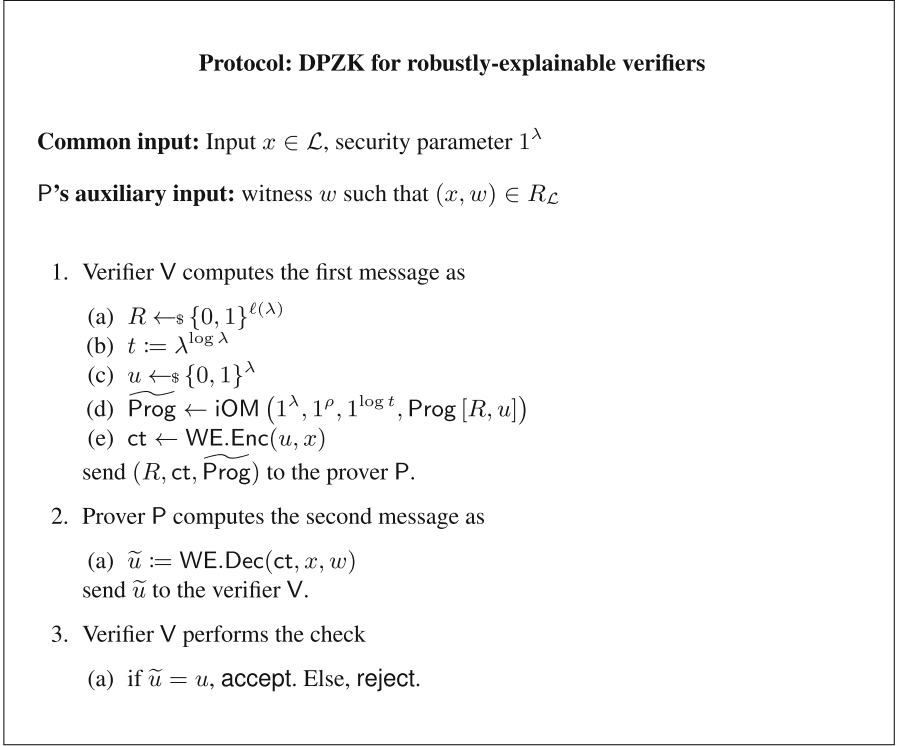 Protocol: DPZK for robustly-explainable verifiers
Common input: Input x ∈ ℒ, security parameter 1^λ
P's auxiliary input: witness w such that (x, w) ∈ R_ℒ
1. Verifier V computes the first message as
(a) R ←$ {0, 1}^{ℓ(λ)}
(b) t := λ^{log λ}
(c) u ←$ {0, 1}^λ
(d) \widetilde{Prog} ← iOM (1^λ, 1^ρ, 1^{log t}, Prog [R, u])
(e) ct ← WE.Enc(u, x)
send (R, ct, \widetilde{Prog}) to the prover P.
2. Prover P computes the second message as
(a) ũ := WE.Dec(ct, x, w)
send ũ to the verifier V.
3. Verifier V performs the check
(a) if ũ = u, accept. Else, reject.